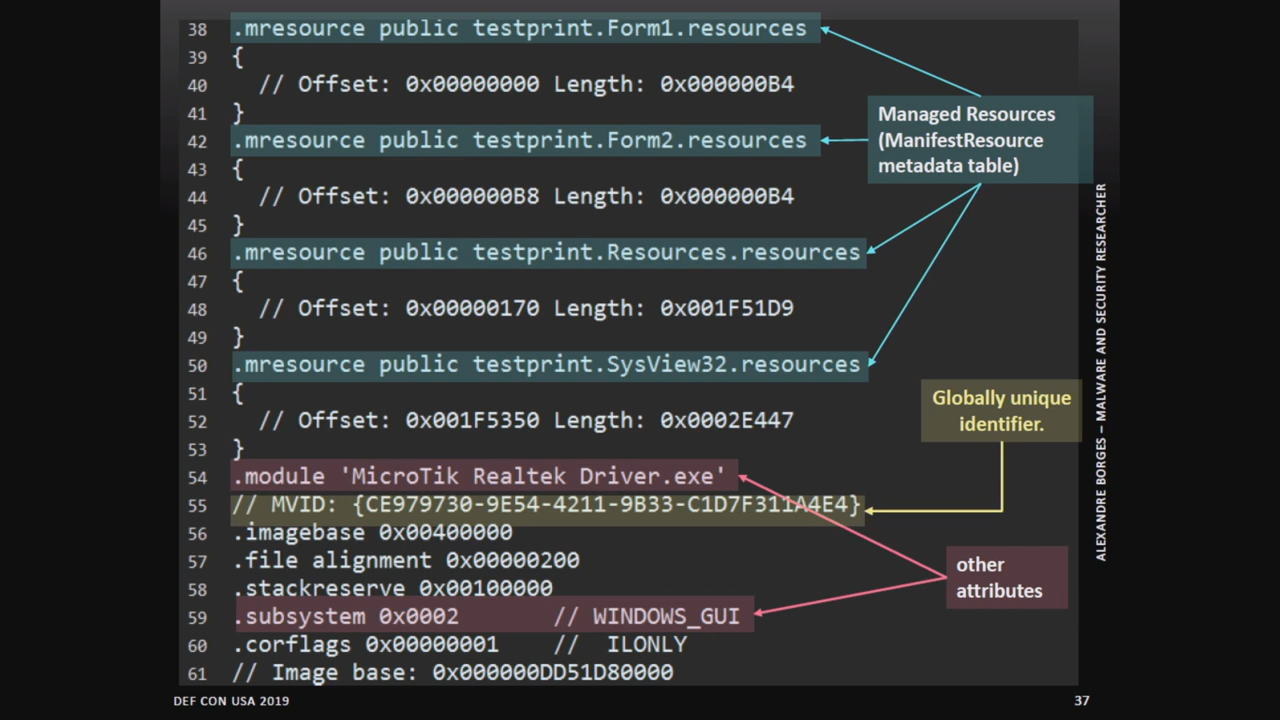 38 .mresource public testprint.Form1.resources
39 {
40 // Offset: 0x00000000 Length: 0x000000B4
41 }
42 .mresource public testprint.Form2.resources
43 {
44 // Offset: 0x000000B8 Length: 0x000000B4
45 }
46 .mresource public testprint.Resources.resources
47 {
48 // Offset: 0x00000170 Length: 0x001F51D9
49 }
50 .mresource public testprint.SysView32.resources
51 {
52 // Offset: 0x001F5350 Length: 0x0002E447
53 }
54 .module 'MicroTik Realtek Driver.exe'
55 // MVID: {CE979730-9E54-4211-9B33-C1D7F311A4E4}
56 .imagebase 0x00400000
57 .file alignment 0x00000200
58 .stackreserve 0x00100000
59 .subsystem 0x0002 // WINDOWS_GUI
60 .corflags 0x00000001 // ILONLY
61 // Image base: 0x000000DD51D80000
Managed Resources
(ManifestResource
metadata table)
Globally unique
identifier.
other
attributes
ALEXANDRE BORGES – MALWARE AND SECURITY RESEARCHER
DEF CON USA 2019
37